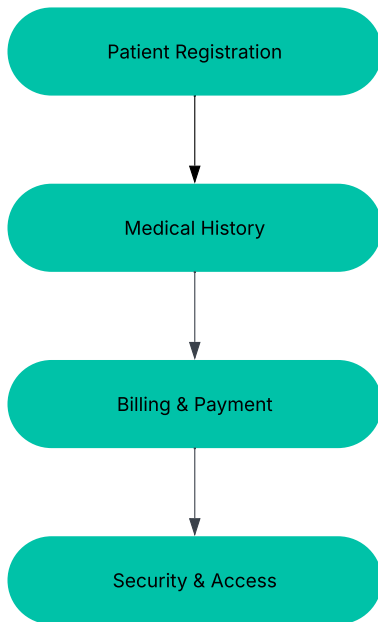 Patient Registration
Medical History
Billing & Payment
Security & Access